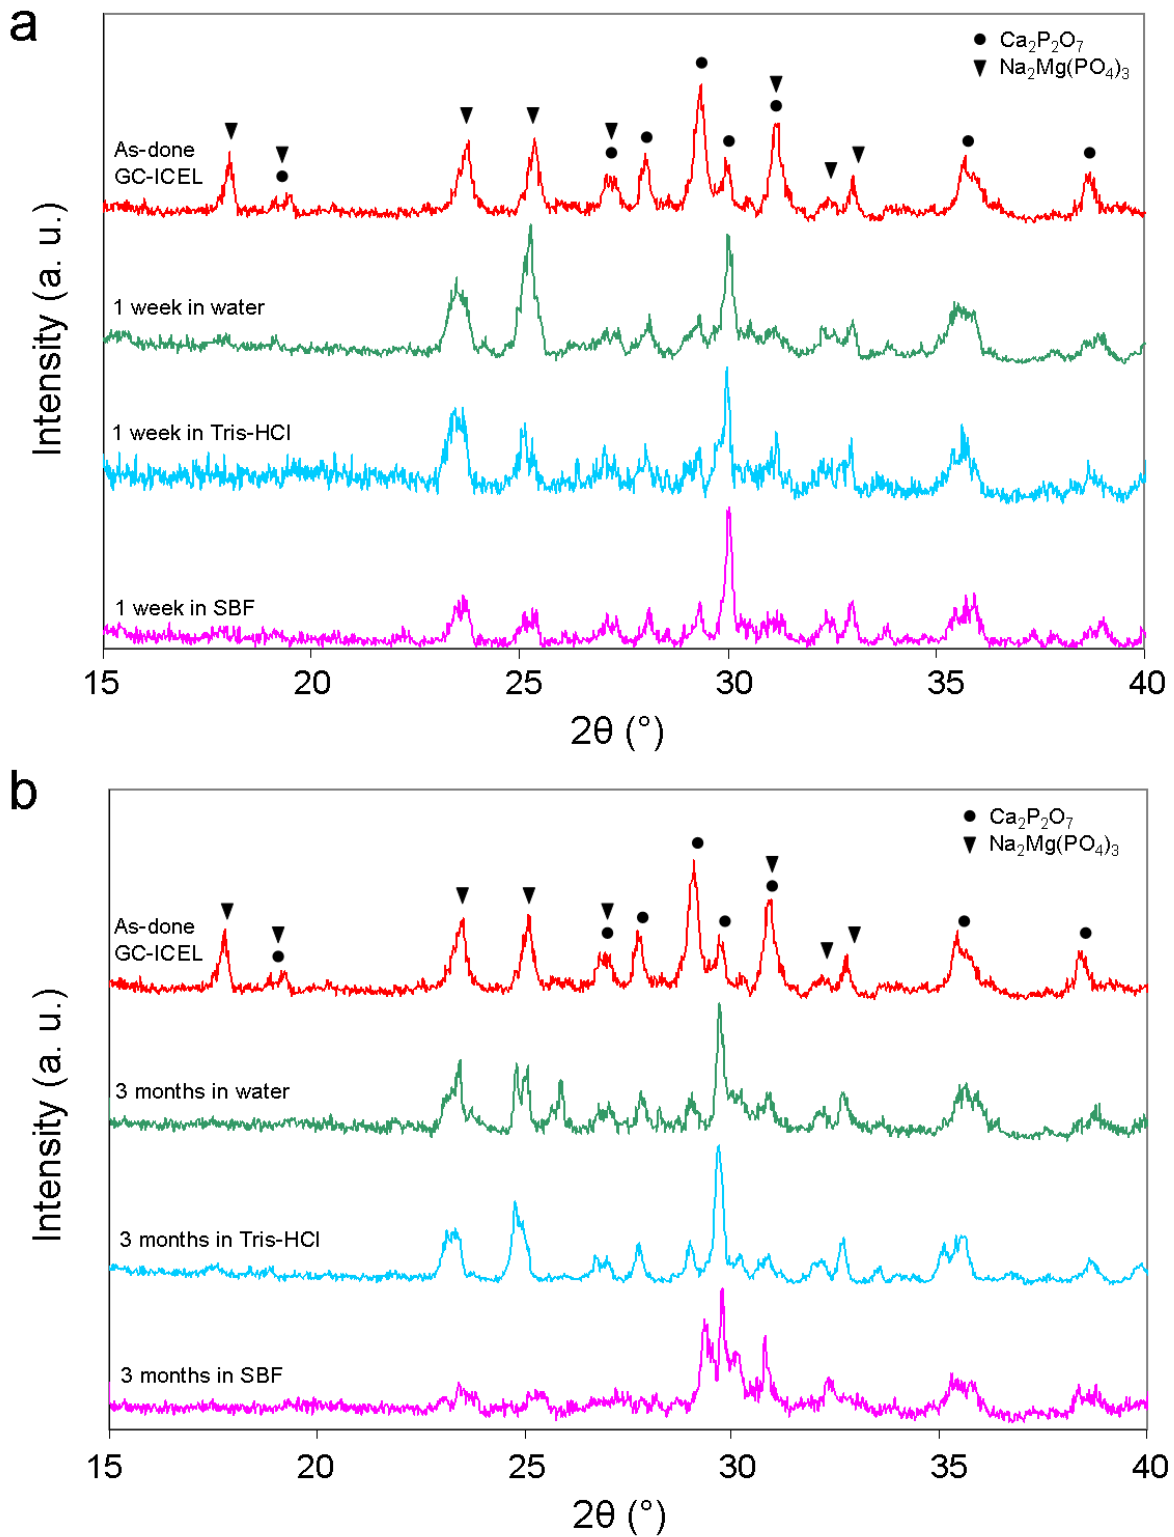 a
● Ca₂P₂O₇
▼ Na₂Mg(PO₄)₃
As-done
GC-ICEL
1 week in water
1 week in Tris-HCl
1 week in SBF
Intensity (a. u.)
15 20 25 30 35 40
2θ (°)
b
● Ca₂P₂O₇
▼ Na₂Mg(PO₄)₃
As-done
GC-ICEL
3 months in water
3 months in Tris-HCl
3 months in SBF
Intensity (a. u.)
15 20 25 30 35 40
2θ (°)